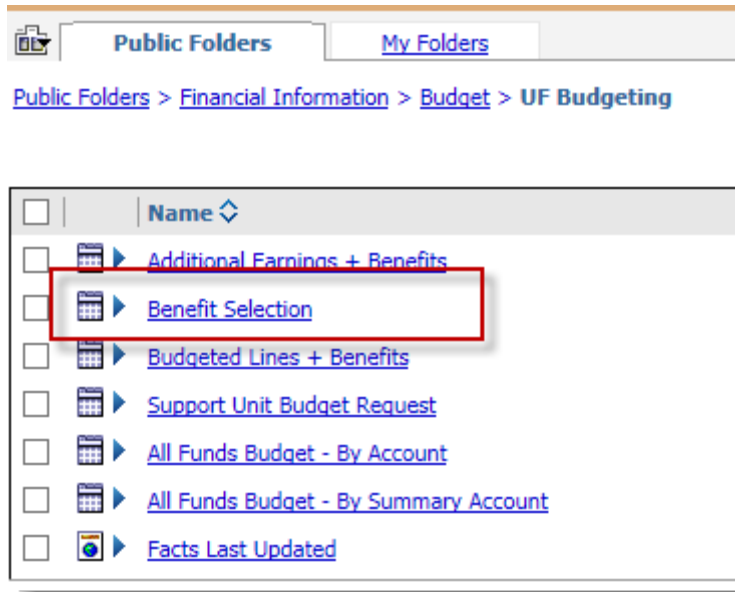 Public Folders My Folders
Public Folders > Financial Information > Budget > UF Budgeting
Name
Additional Earnings + Benefits
Benefit Selection
Budgeted Lines + Benefits
Support Unit Budget Request
All Funds Budget - By Account
All Funds Budget - By Summary Account
Facts Last Updated